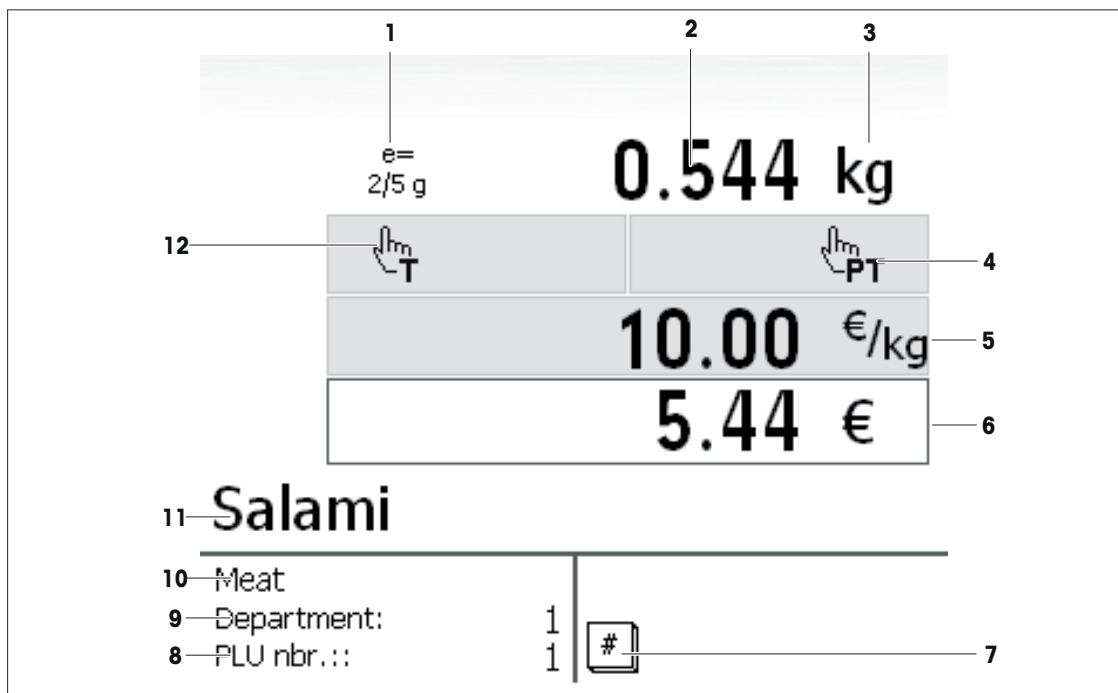 1 2 3
e= 0.544 kg
2/5 g
12 T PT 4
10.00 €/kg 5
5.44 € 6
11 Salami
10 Meat
9 Department: 1
8 PLU nbr.:: 1 # 7